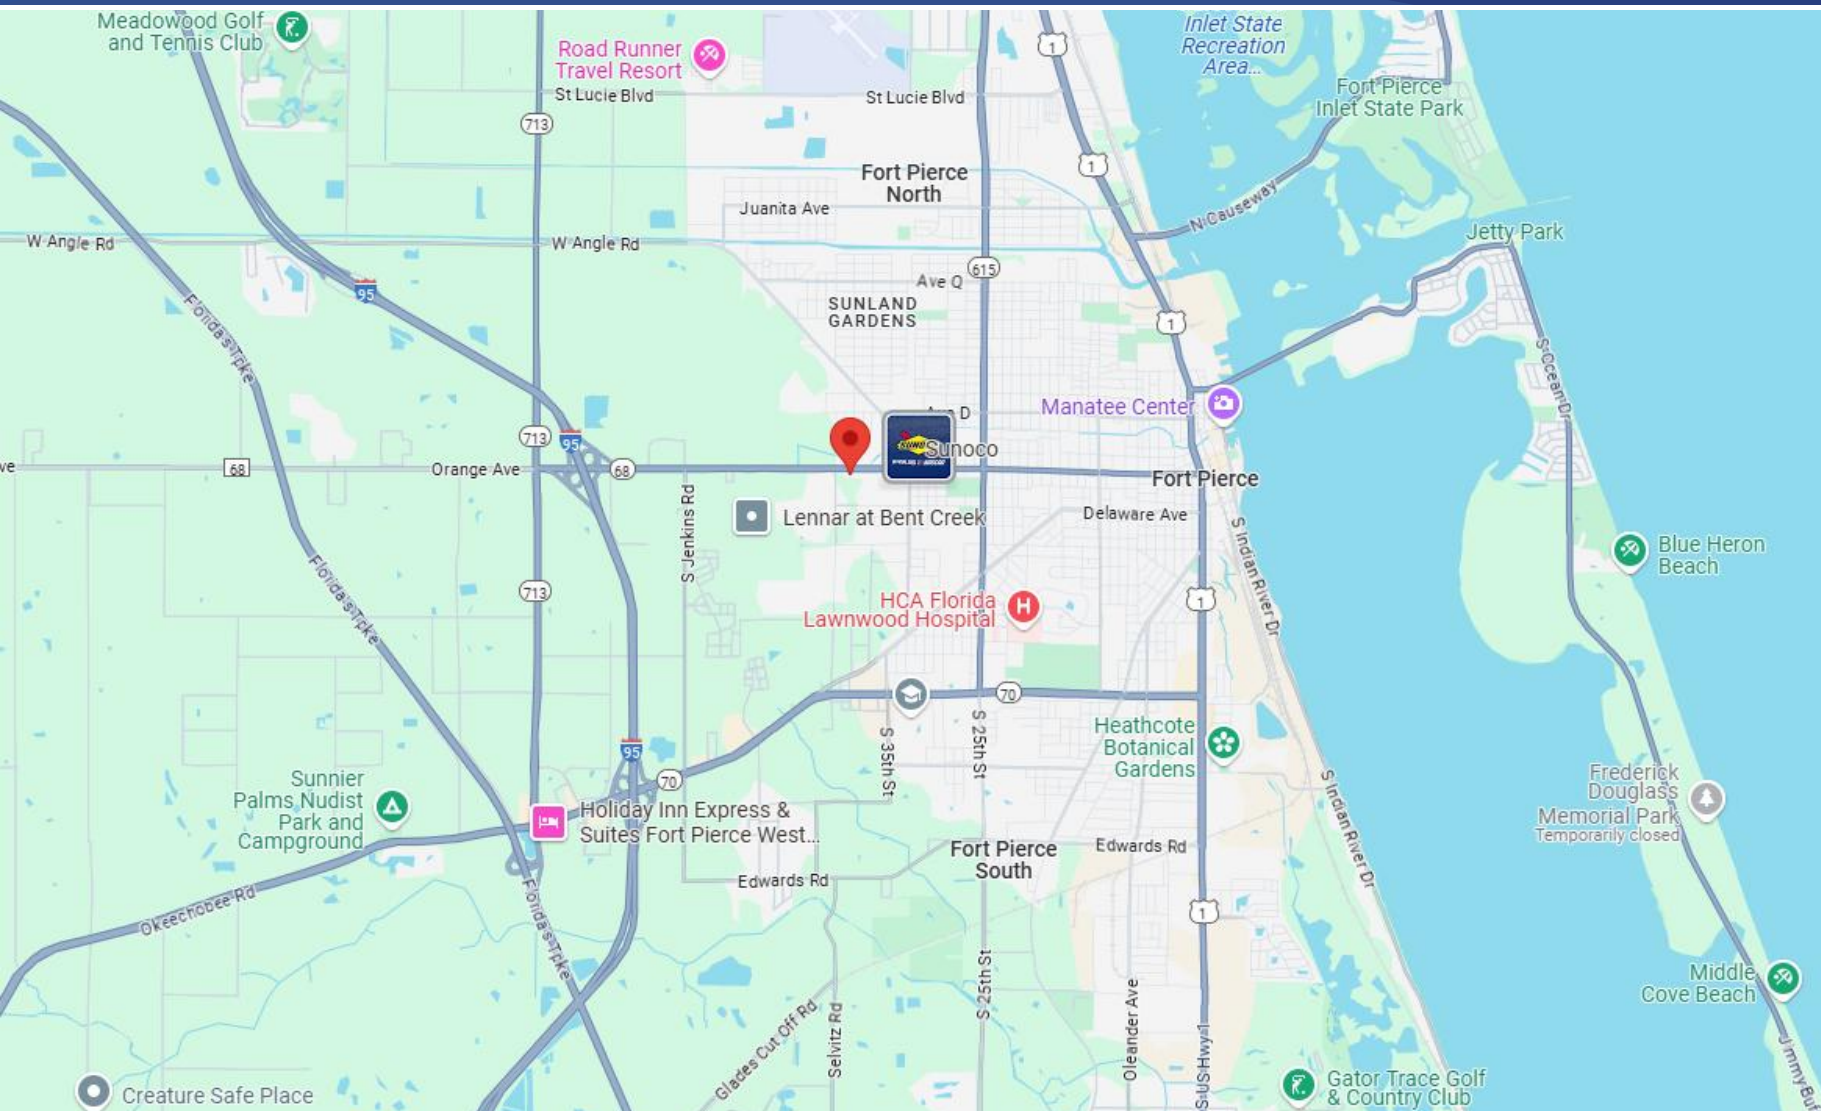 Meadowood Golf
and Tennis Club
Road Runner
Travel Resort
1
Inlet State
Recreation
Area...
Fort Pierce
Inlet State Park
St Lucie Blvd
St Lucie Blvd
713
1
Fort Pierce
North
Juanita Ave
N Causeway
Jetty Park
W Angle Rd
W Angle Rd
615
Ave Q
95
SUNLAND
GARDENS
1
Florida's Tpke
S Ocean Dr
Manatee Center
D
713
95
Sunoco
68
Orange Ave
68
Fort Pierce
S Jenkins Rd
Lennar at Bent Creek
Delaware Ave
S Indian River Dr
Blue Heron
Beach
Florida's Tpke
713
HCA Florida
Lawnwood Hospital
H
1
70
S 35th St
S 25th St
Heathcote
Botanical
Gardens
95
70
Sunnier
Palms Nudist
Park and
Campground
Holiday Inn Express &
Suites Fort Pierce West...
S Indian River Dr
Frederick
Douglass
Memorial Park
Temporarily closed
Fort Pierce
South
Edwards Rd
Edwards Rd
Okeechobee Rd
Florida's Tpke
1
S 25th St
Middle
Cove Beach
Glades Cut Off Rd
Selvitz Rd
Oleander Ave
S US Hwy 1
Jimmy Buf
Creature Safe Place
Gator Trace Golf
& Country Club